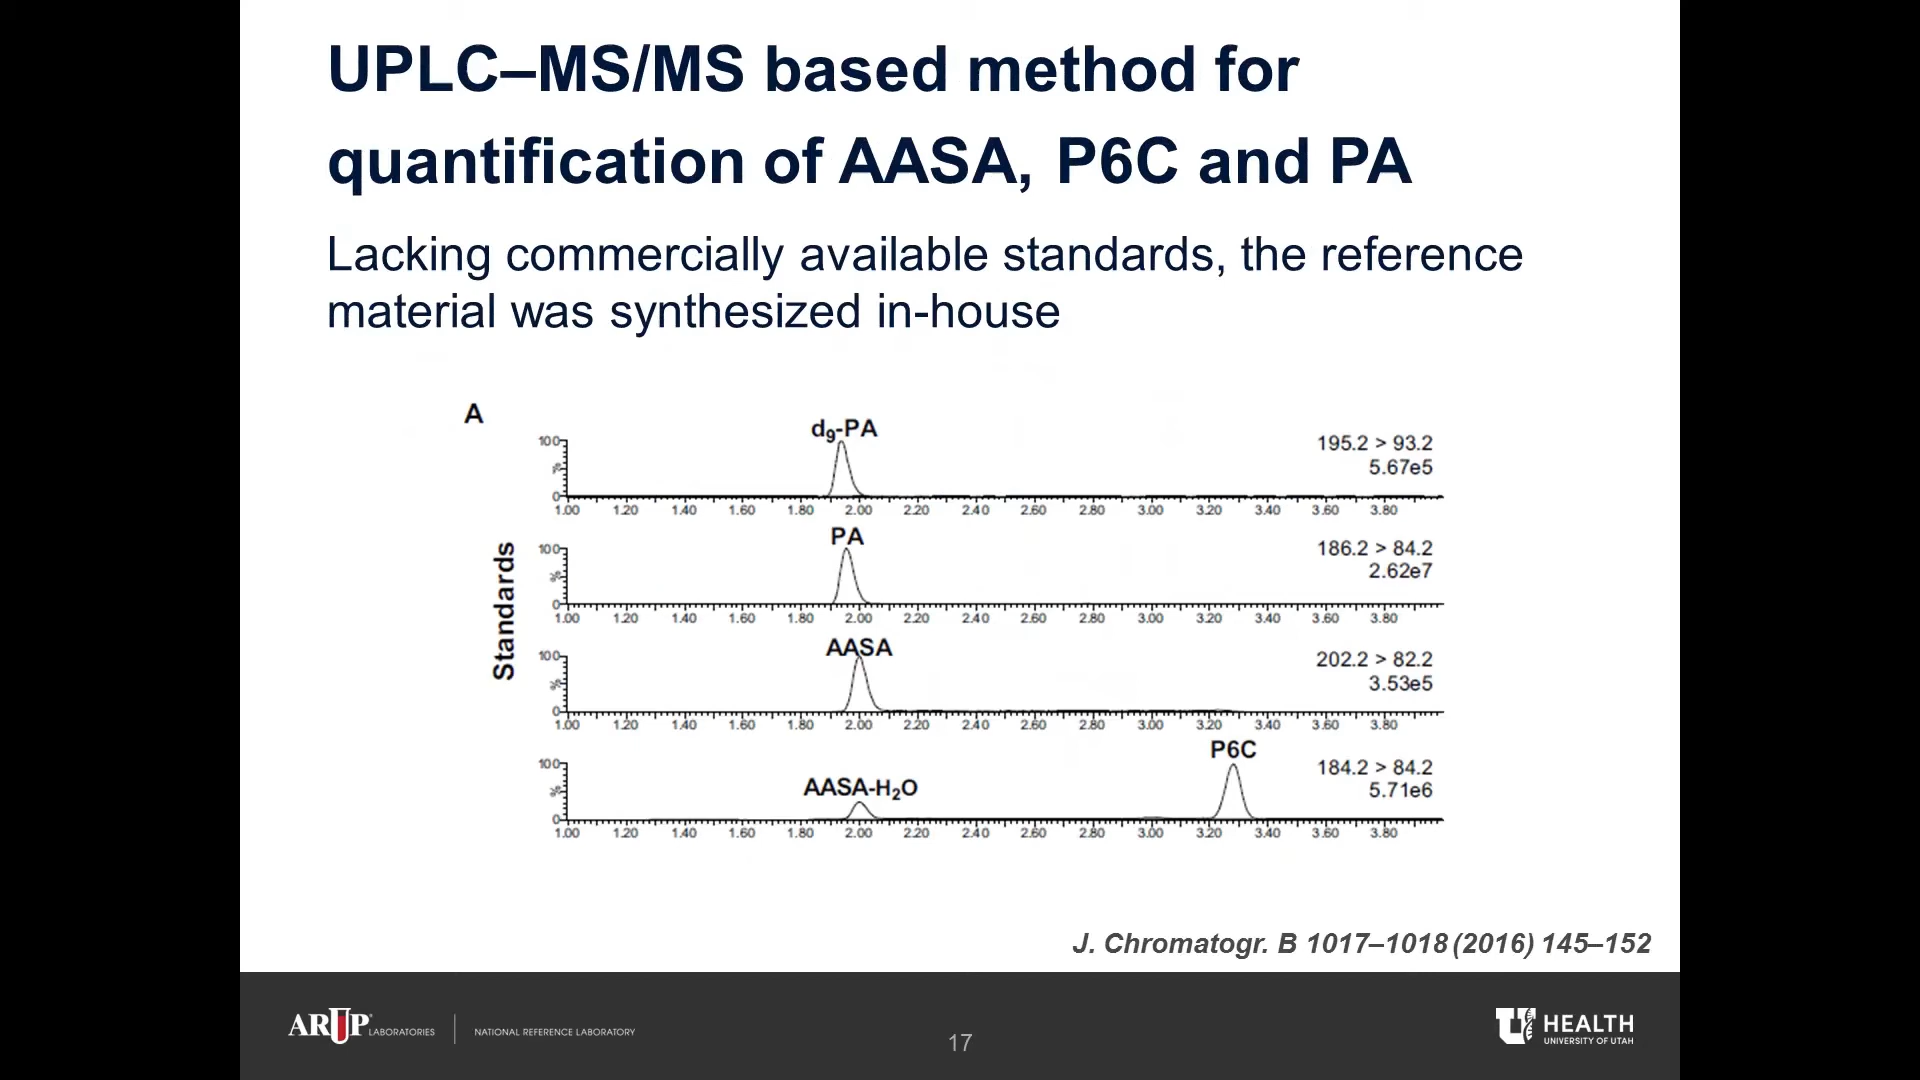 UPLC–MS/MS based method for
quantification of AASA, P6C and PA
Lacking commercially available standards, the reference
material was synthesized in-house
A
Standards
d9-PA
195.2 > 93.2
5.67e5
100
%
0
1.00 1.20 1.40 1.60 1.80 2.00 2.20 2.40 2.60 2.80 3.00 3.20 3.40 3.60 3.80
PA
186.2 > 84.2
2.62e7
100
%
0
1.00 1.20 1.40 1.60 1.80 2.00 2.20 2.40 2.60 2.80 3.00 3.20 3.40 3.60 3.80
AASA
202.2 > 82.2
3.53e5
100
%
0
1.00 1.20 1.40 1.60 1.80 2.00 2.20 2.40 2.60 2.80 3.00 3.20 3.40 3.60 3.80
P6C
AASA-H2O
184.2 > 84.2
5.71e6
100
%
0
1.00 1.20 1.40 1.60 1.80 2.00 2.20 2.40 2.60 2.80 3.00 3.20 3.40 3.60 3.80
J. Chromatogr. B 1017–1018 (2016) 145–152
ARUP LABORATORIES | NATIONAL REFERENCE LABORATORY
17
U HEALTH
UNIVERSITY OF UTAH